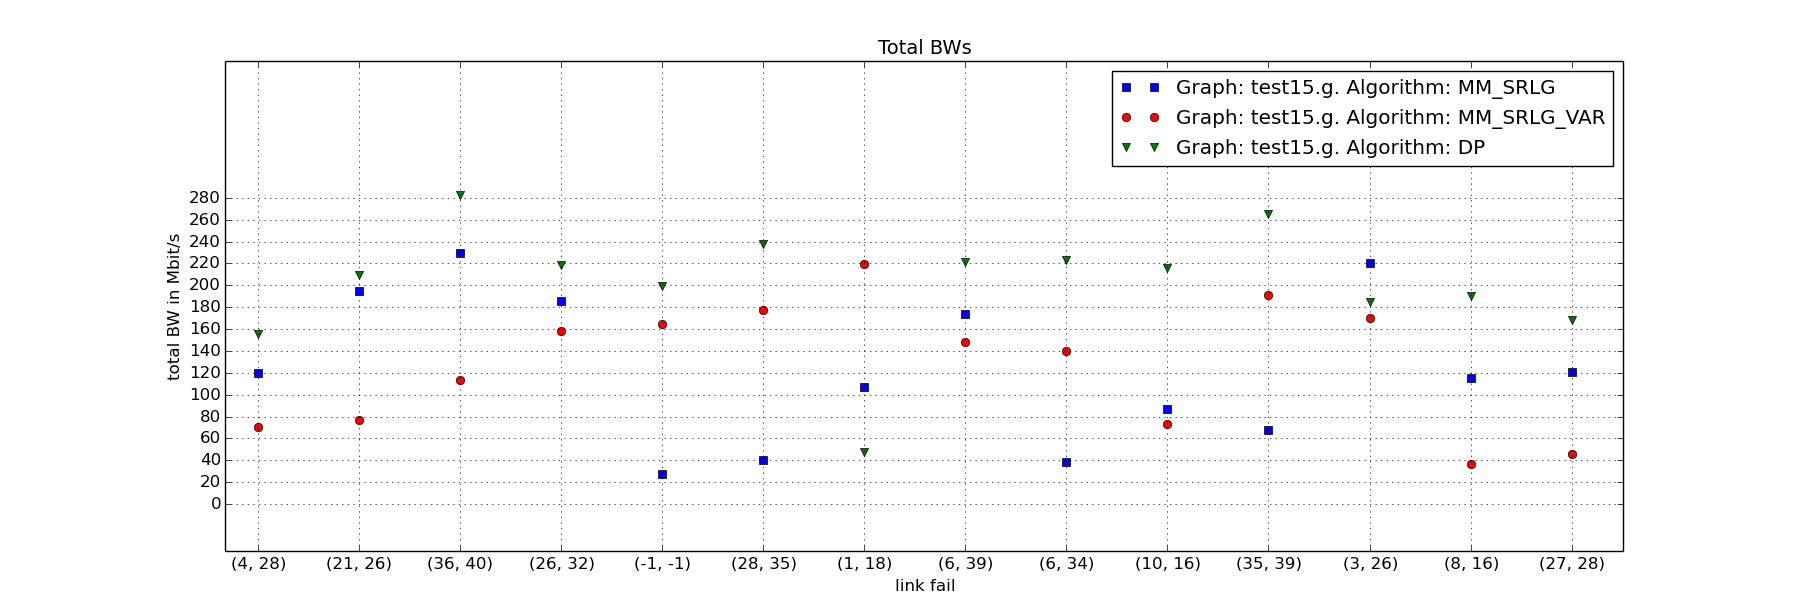 Total BWs
Graph: test15.g. Algorithm: MM_SRLG
Graph: test15.g. Algorithm: MM_SRLG_VAR
Graph: test15.g. Algorithm: DP
total BW in Mbit/s
280
260
240
220
200
180
160
140
120
100
80
60
40
20
0
(4, 28) (21, 26) (36, 40) (26, 32) (-1, -1) (28, 35) (1, 18) (6, 39) (6, 34) (10, 16) (35, 39) (3, 26) (8, 16) (27, 28)
link fail